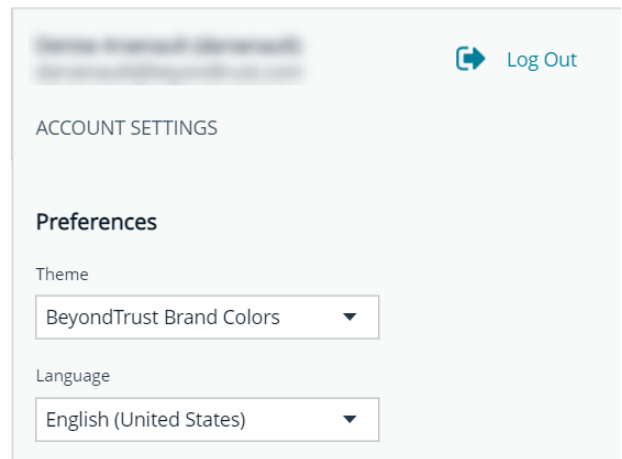 Log Out
ACCOUNT SETTINGS
Preferences
Theme
BeyondTrust Brand Colors
Language
English (United States)